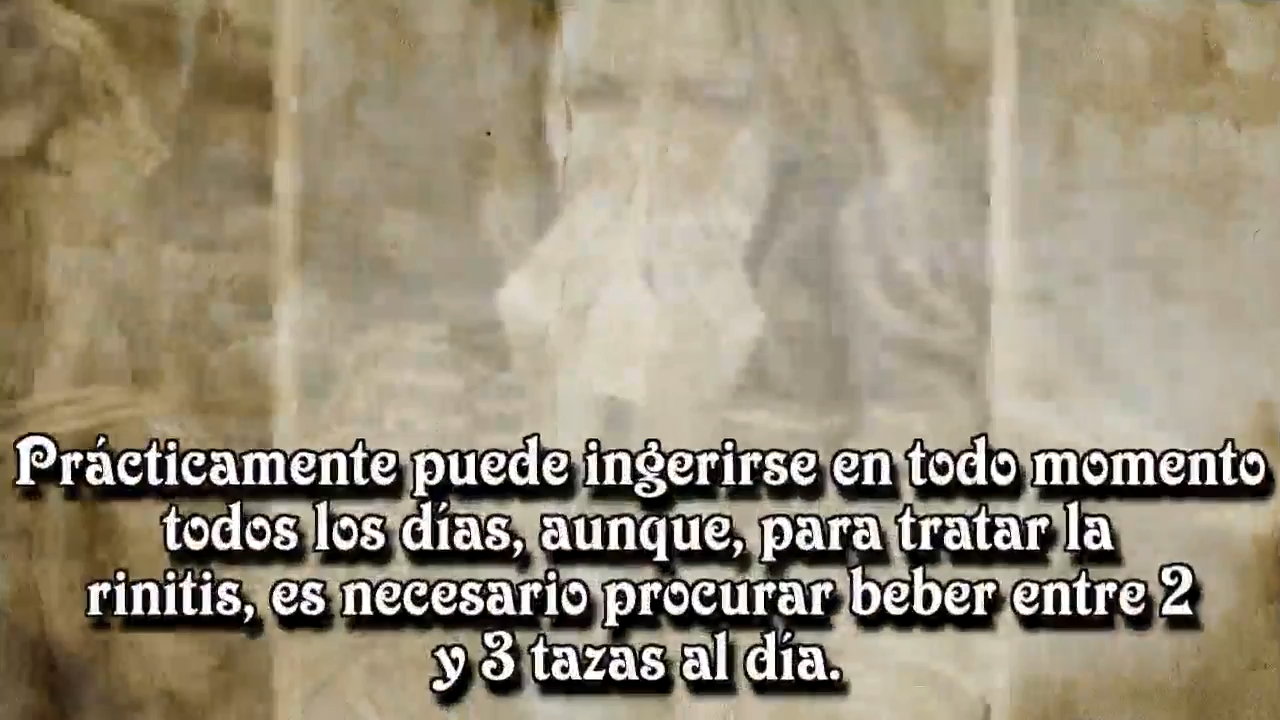 Prácticamente puede ingerirse en todo momento
todos los días, aunque, para tratar la
rinitis, es necesario procurar beber entre 2
y 3 tazas al día.